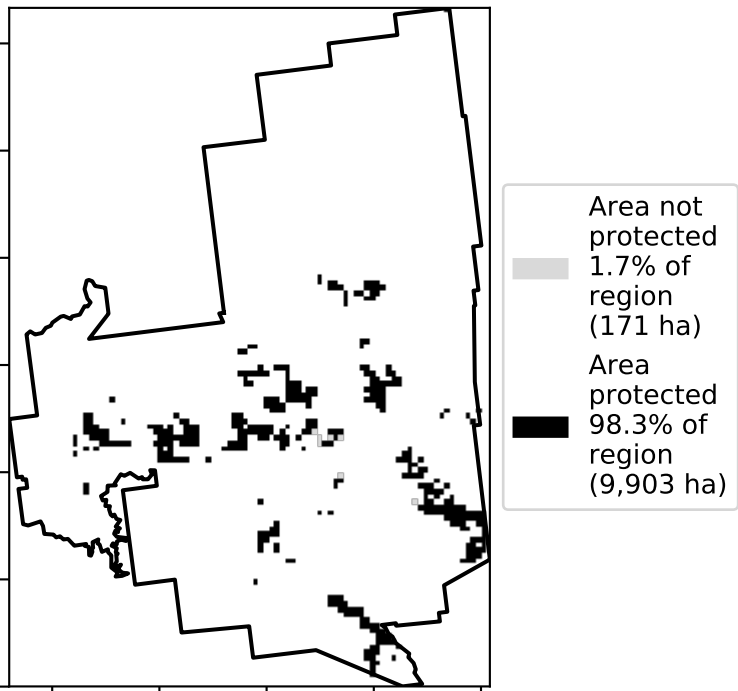 Area not
protected
1.7% of
region
(171 ha)
Area
protected
98.3% of
region
(9,903 ha)